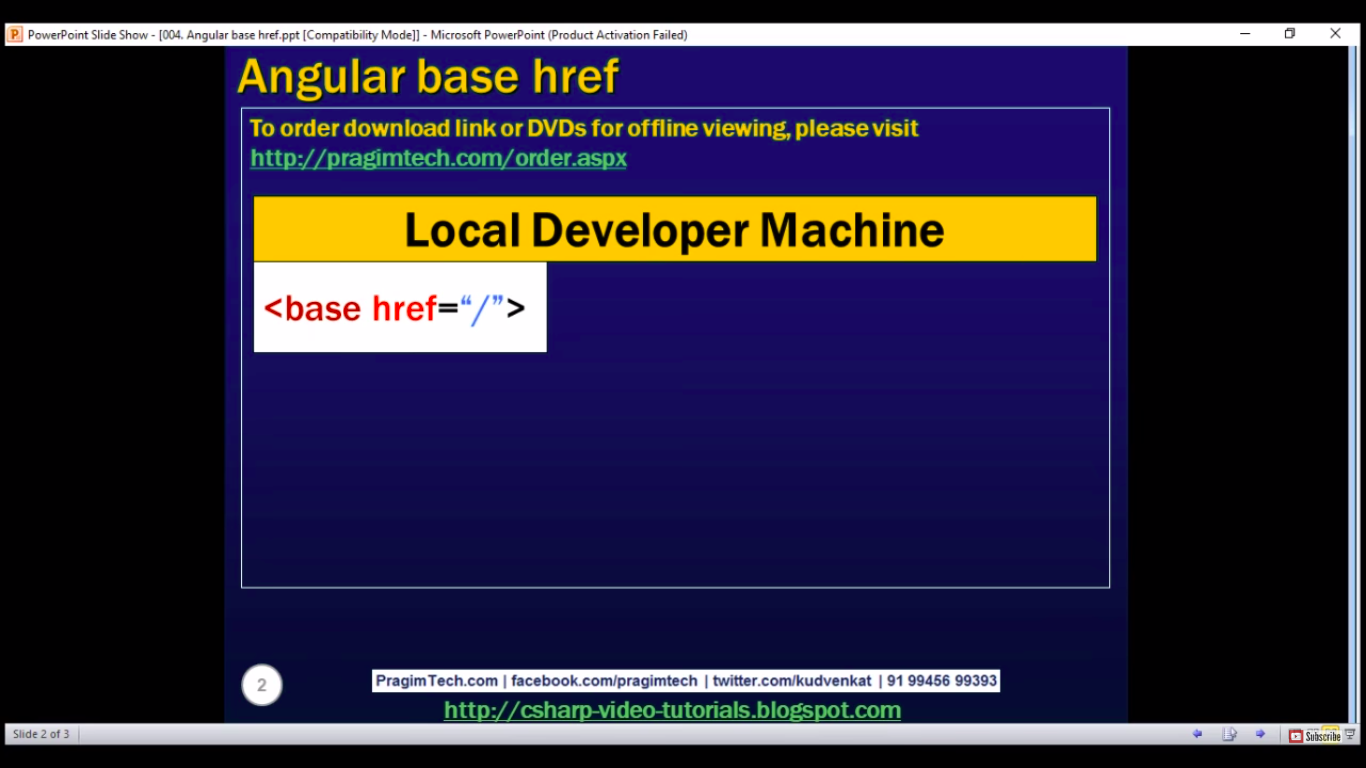 PowerPoint Slide Show - [004. Angular base href.ppt [Compatibility Mode]] - Microsoft PowerPoint (Product Activation Failed)
Angular base href
To order download link or DVDs for offline viewing, please visit
http://pragimtech.com/order.aspx
Local Developer Machine
<base href=“/”>
2
PragimTech.com | facebook.com/pragimtech | twitter.com/kudvenkat | 91 99456 99393
http://csharp-video-tutorials.blogspot.com
Slide 2 of 3
Subscribe